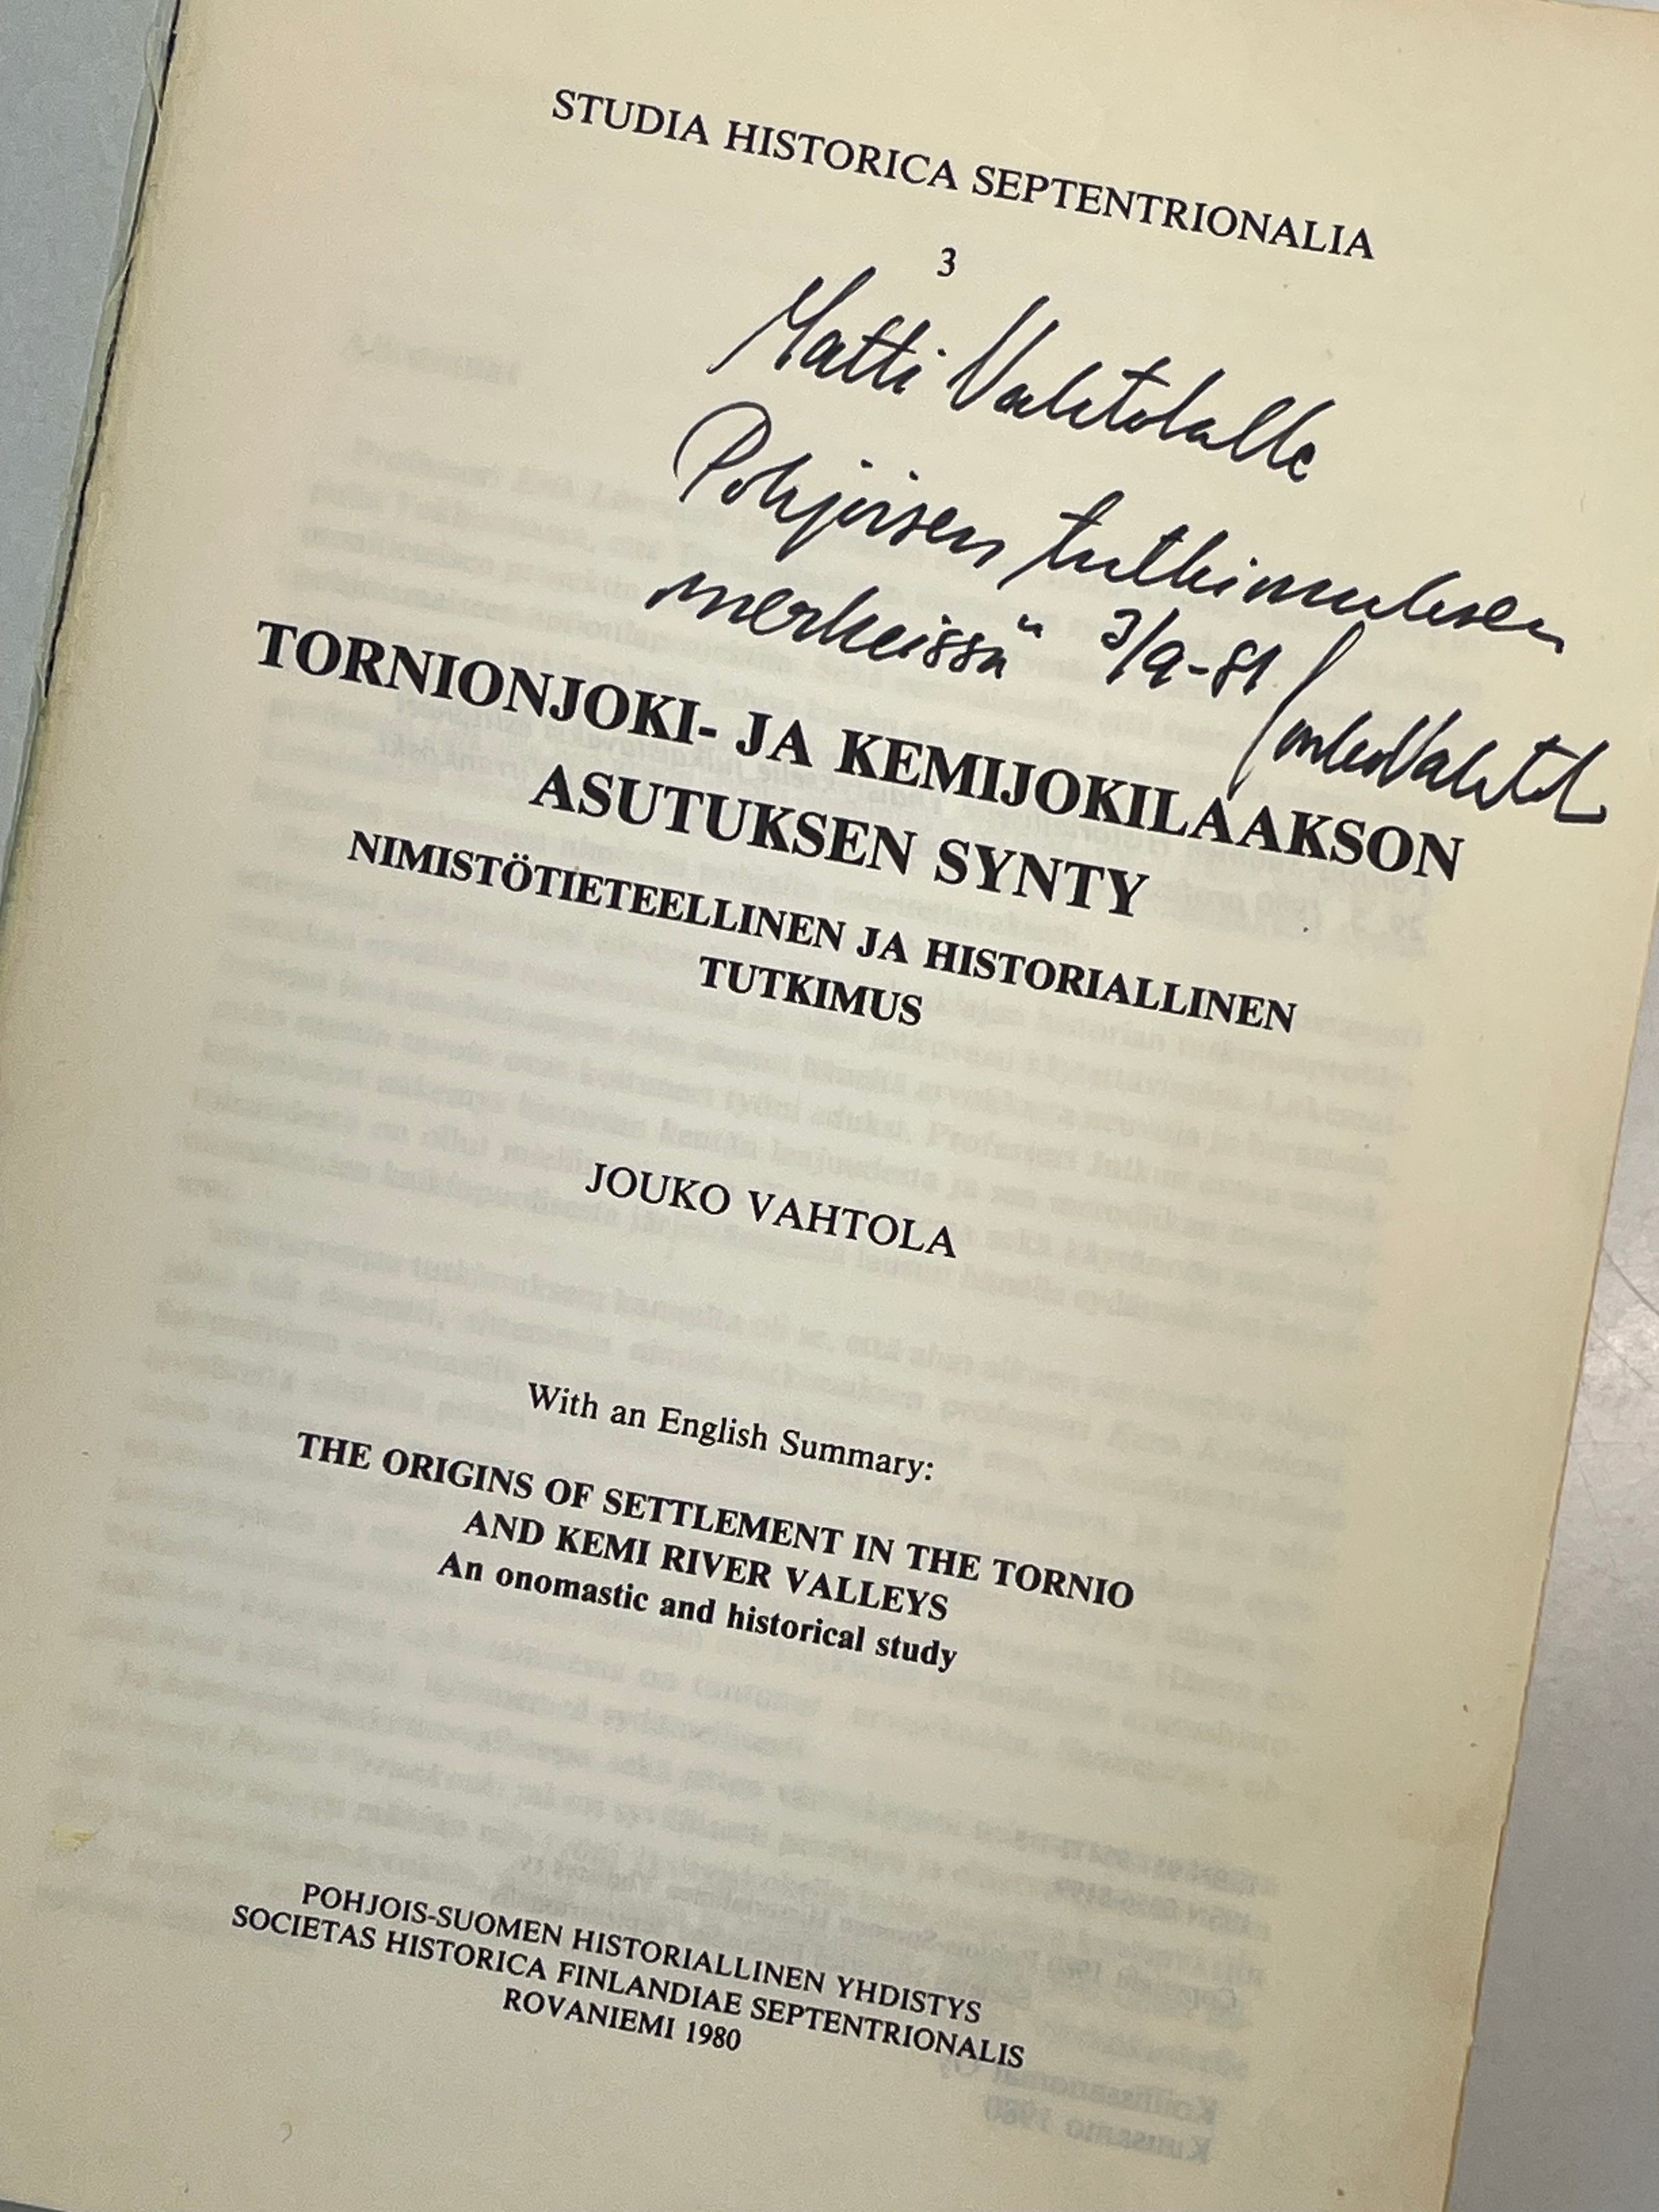 STUDIA HISTORICA SEPTENTRIONALIA
3
Matti Vahtolalle
Pohjoisen tutkimuksen
merkeissä 3/9-81 Jouko Vahtola
TORNIONJOKI- JA KEMIJOKILAAKSON
ASUTUKSEN SYNTY
NIMISTÖTIETEELLINEN JA HISTORIALLINEN
TUTKIMUS
JOUKO VAHTOLA
With an English Summary:
THE ORIGINS OF SETTLEMENT IN THE TORNIO
AND KEMI RIVER VALLEYS
An onomastic and historical study
POHJOIS-SUOMEN HISTORIALLINEN YHDISTYS
SOCIETAS HISTORICA FINLANDIAE SEPTENTRIONALIS
ROVANIEMI 1980